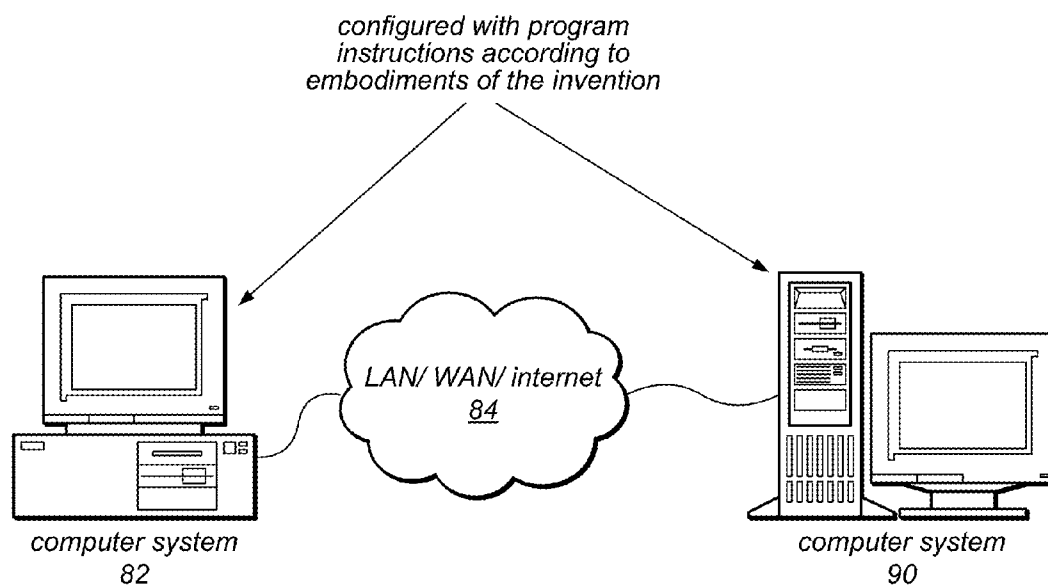 configured with program
instructions according to
embodiments of the invention
LAN/ WAN/ internet
84
computer system
82
computer system
90